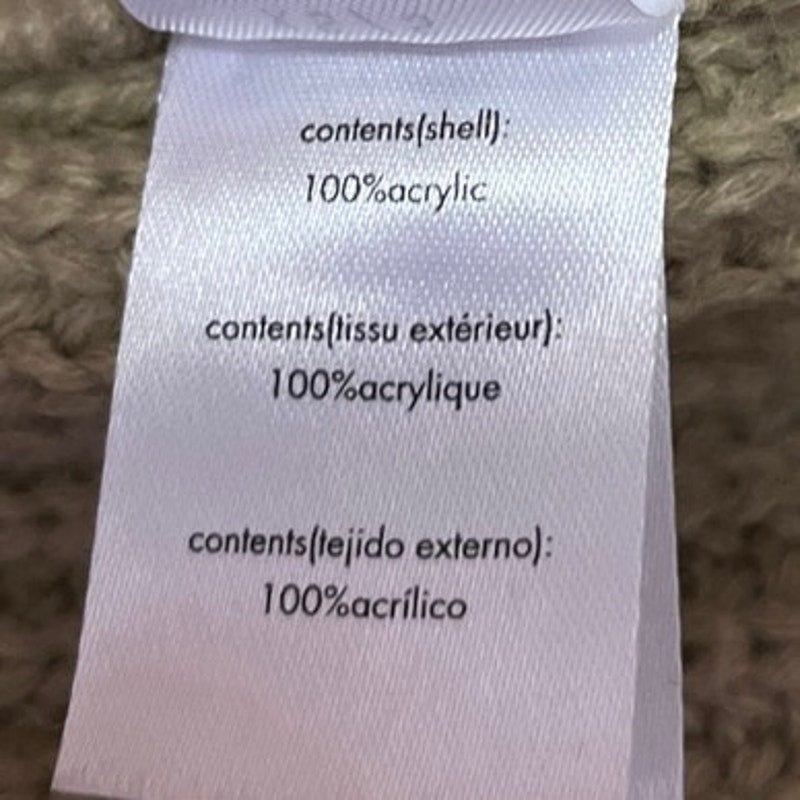 contents(shell):
100%acrylic
contents(tissu extérieur):
100%acrylique
contents(tejido externo):
100%acrílico